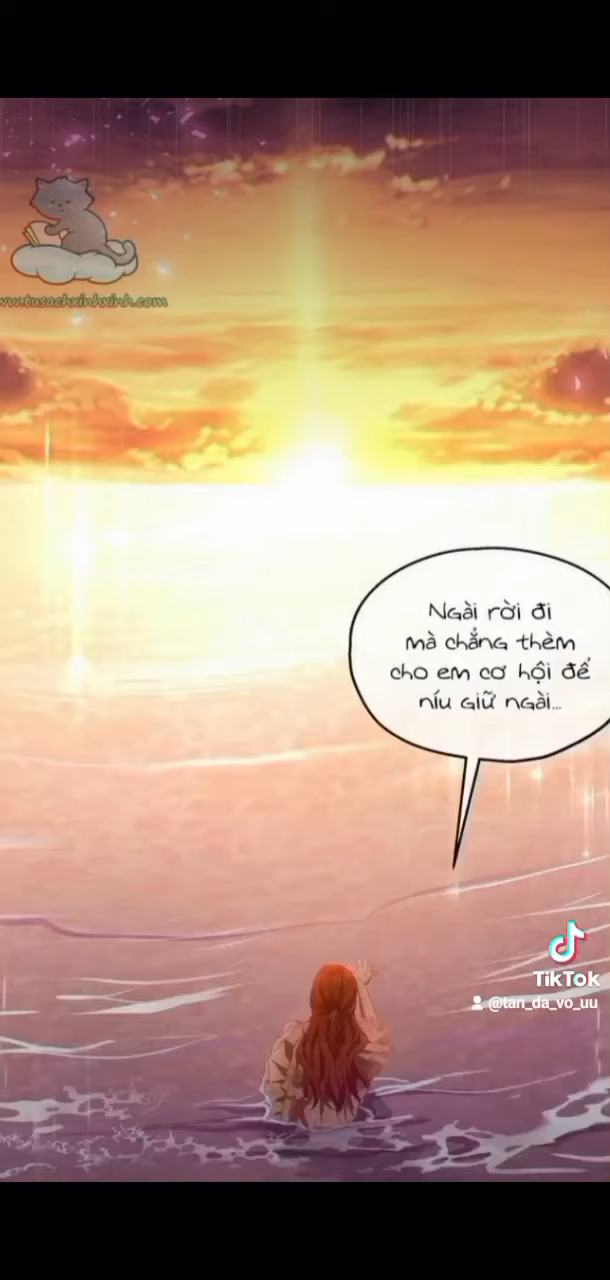 www.tusachxinhxinh.com
Ngài rời đi
mà chẳng thèm
cho em cơ hội để
níu giữ ngài...
TikTok
@tan_da_vo_uu